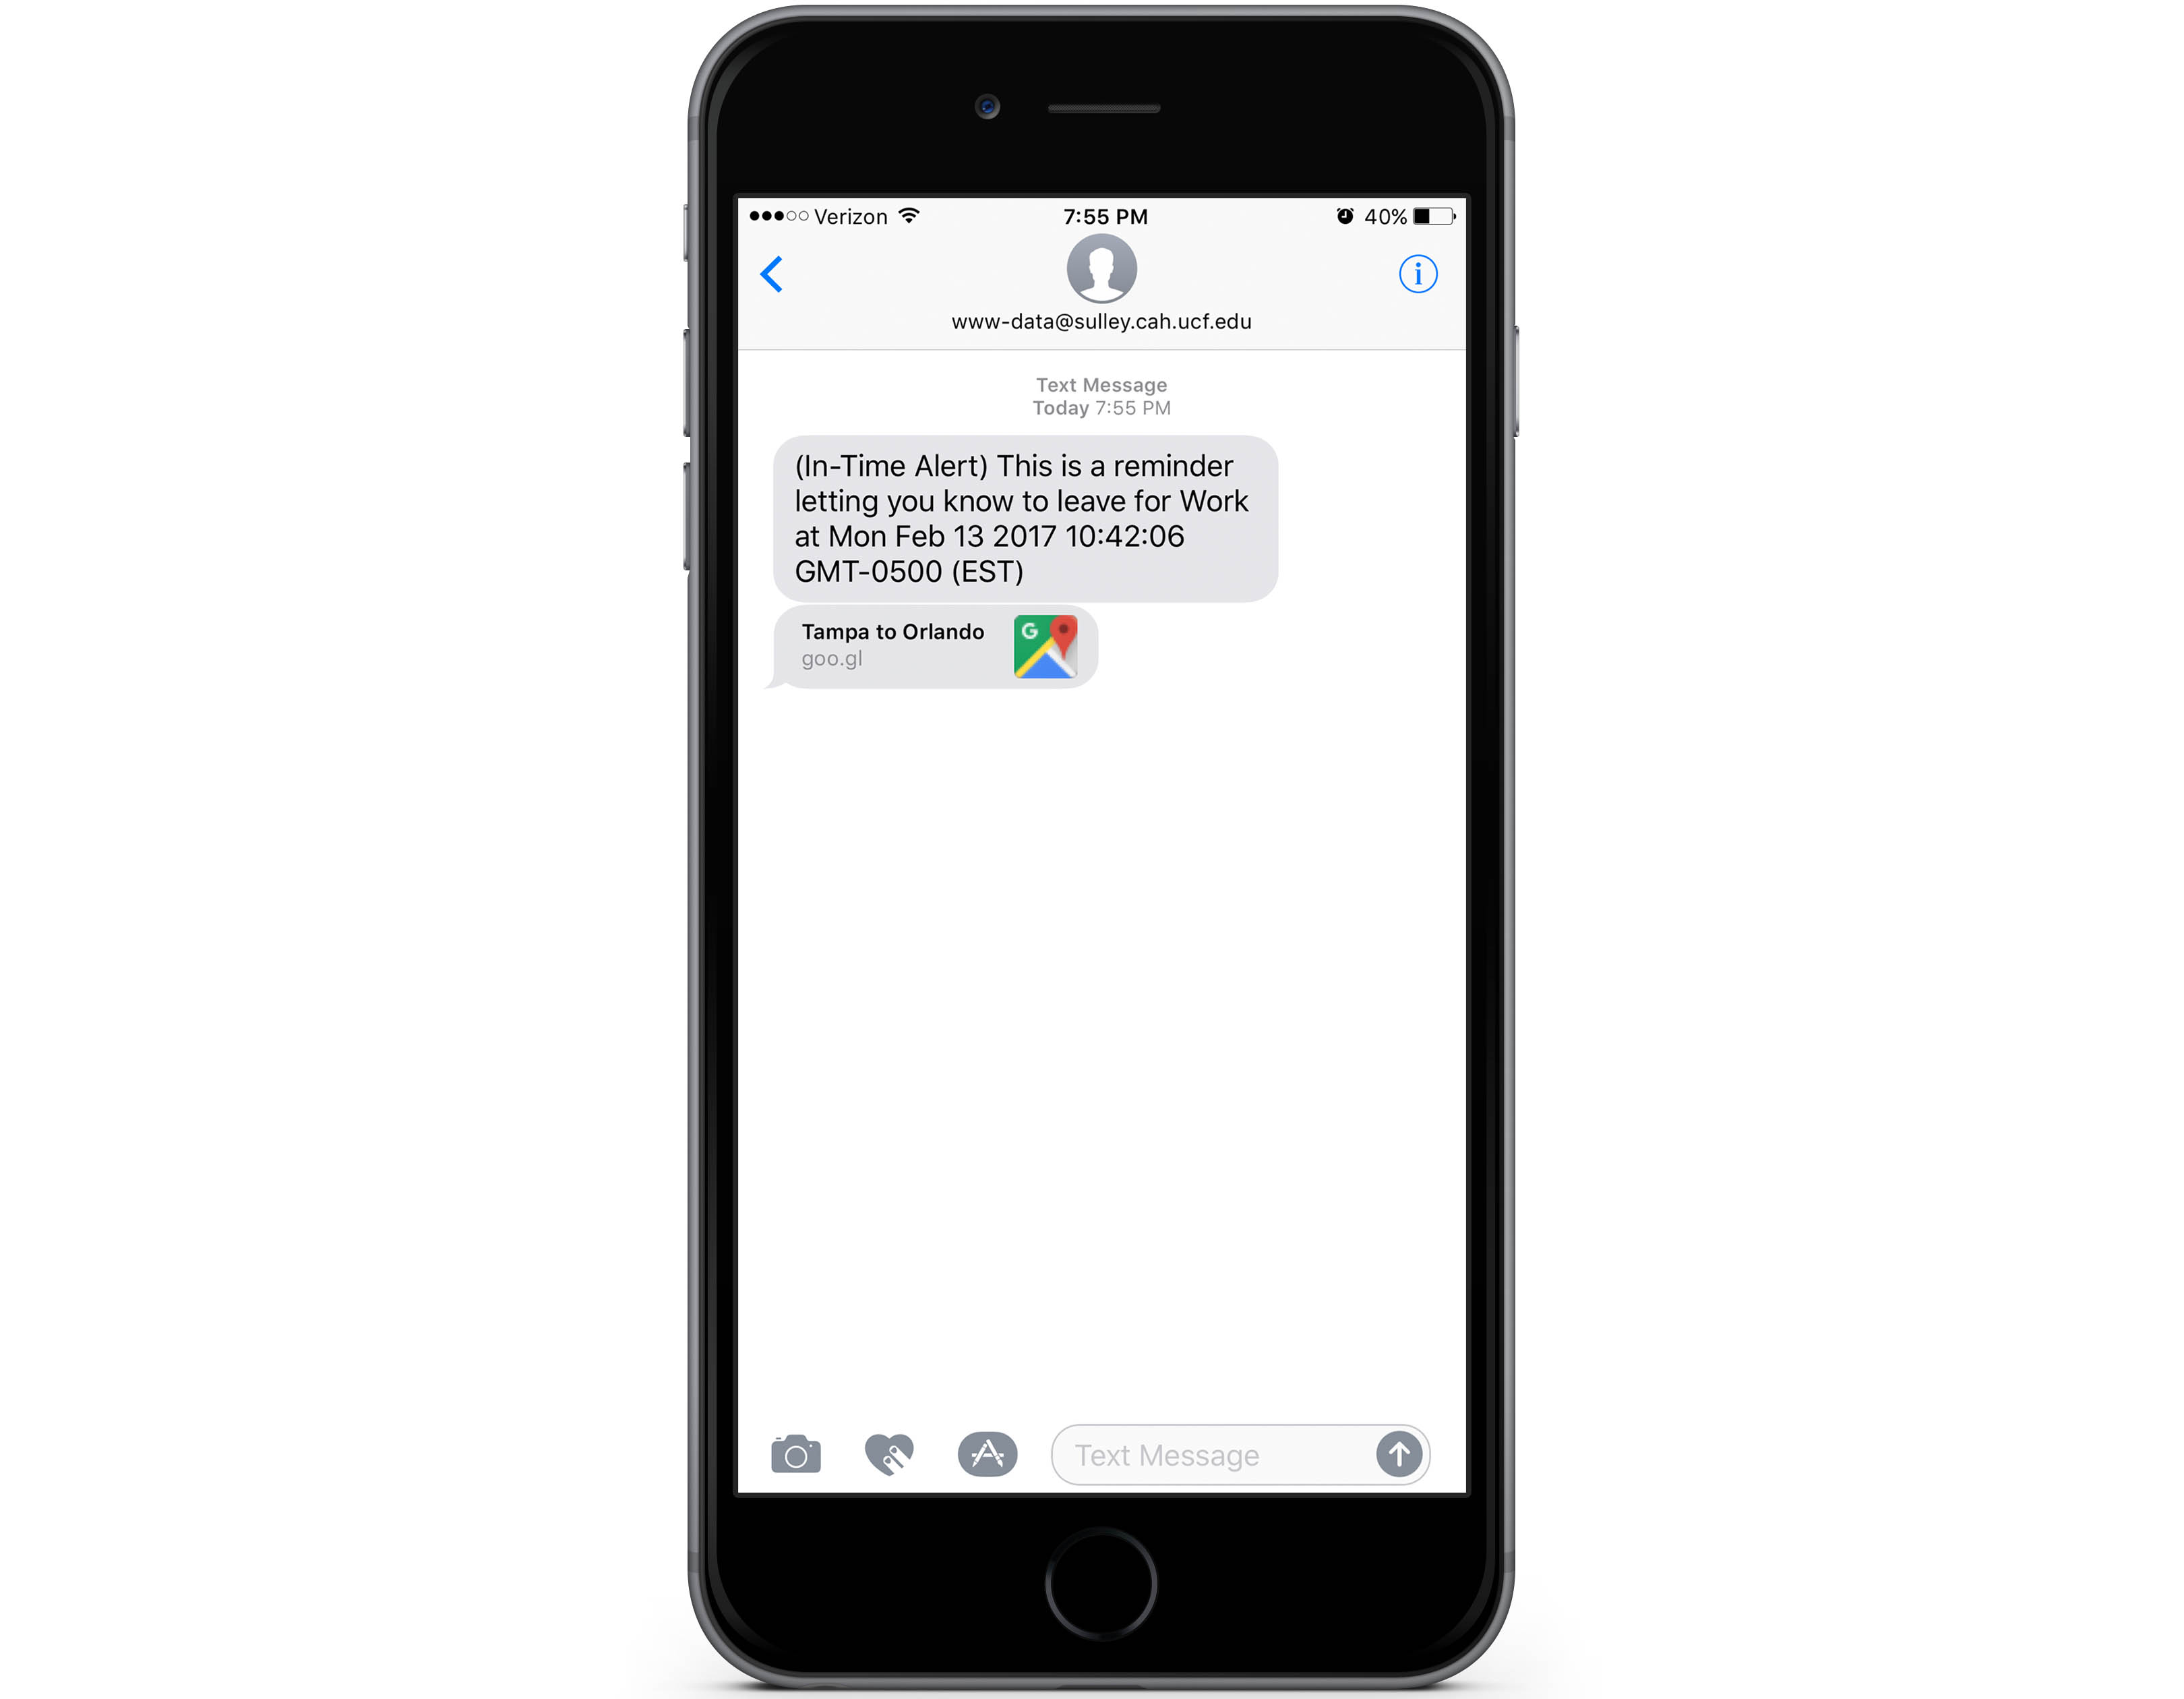 ●●●○○ Verizon 7:55 PM 40%
www-data@sulley.cah.ucf.edu
Text Message
Today 7:55 PM
(In-Time Alert) This is a reminder
letting you know to leave for Work
at Mon Feb 13 2017 10:42:06
GMT-0500 (EST)
Tampa to Orlando
goo.gl
G
Text Message